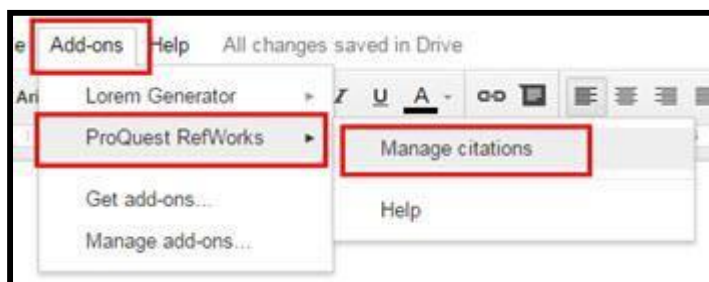 e Add-ons Help All changes saved in Drive
Ari Lorem Generator I U A
ProQuest RefWorks Manage citations
Get add-ons... Help
Manage add-ons...